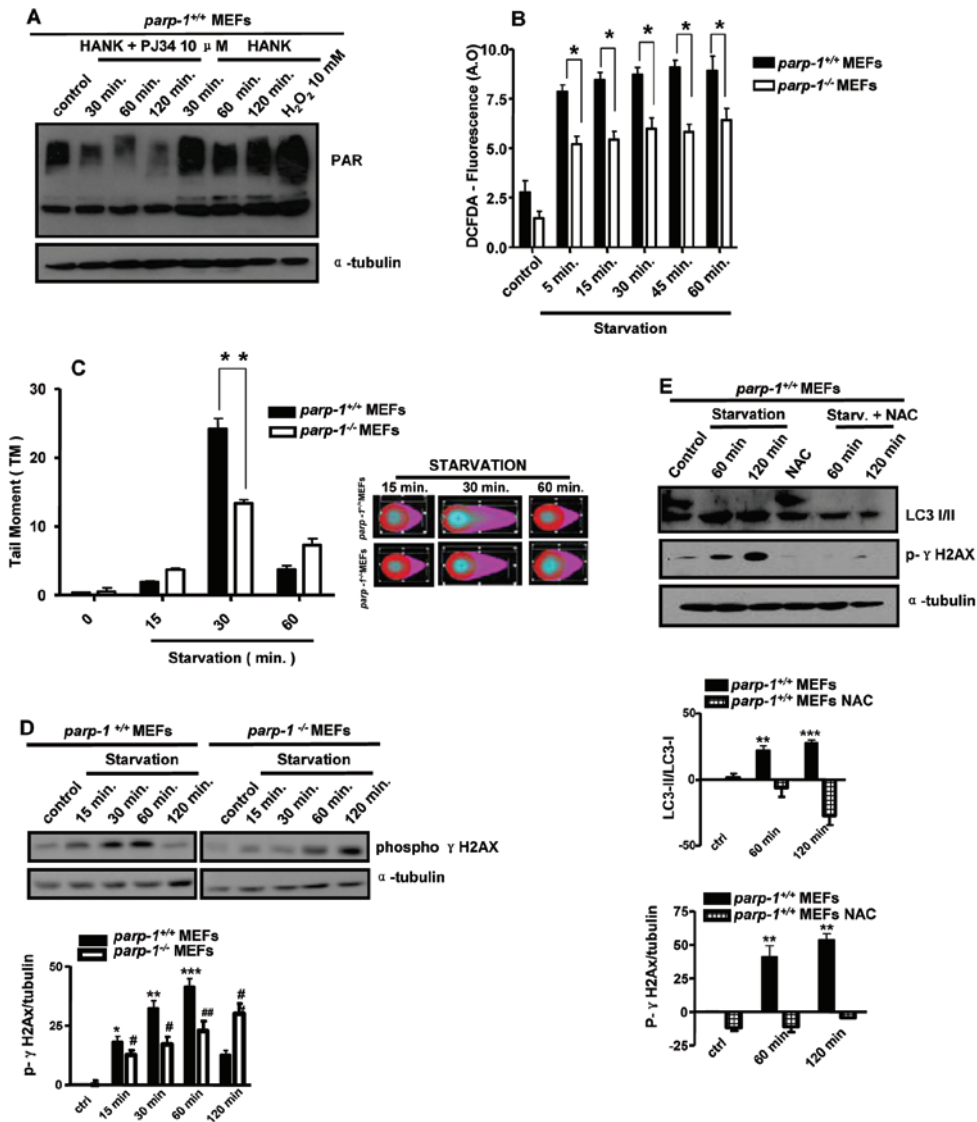 A
parp-1+/+ MEFs
HANK + PJ34 10 μM HANK
control 30 min. 60 min. 120 min. 30 min. 60 min. 120 min. H2O2 10 mM
PAR
α-tubulin
B
DCFDA - Fluorescence (A.O)
10.0
7.5
5.0
2.5
0.0
* * * * *
parp-1+/+ MEFs
parp-1-/- MEFs
control 5 min. 15 min. 30 min. 45 min. 60 min.
Starvation
C
Tail Moment ( TM )
30
20
10
0
* *
parp-1+/+ MEFs
parp-1-/- MEFs
0 15 30 60
Starvation ( min. )
STARVATION
15 min. 30 min. 60 min.
D
parp-1 +/+ MEFs parp-1 -/- MEFs
Starvation Starvation
control 15 min. 30 min. 60 min. 120 min. control 15 min. 30 min. 60 min. 120 min.
phospho γ H2AX
α-tubulin
parp-1+/+ MEFs
parp-1-/- MEFs
p- γ H2Ax/tubulin
50
25
0
* # ** # *** ## #
ctrl 15 min 30 min 60 min 120 min
E
parp-1+/+ MEFs
Starvation Starv. + NAC
Control 60 min 120 min NAC 60 min 120 min
LC3 I/II
p- γ H2AX
α-tubulin
parp-1+/+ MEFs
parp-1+/+ MEFs NAC
LC3-II/LC3-I
50
0
-50
** ***
ctrl 60 min 120 min
parp-1+/+ MEFs
parp-1+/+ MEFs NAC
P- γ H2Ax/tubulin
75
50
25
0
-25
** **
ctrl 60 min 120 min